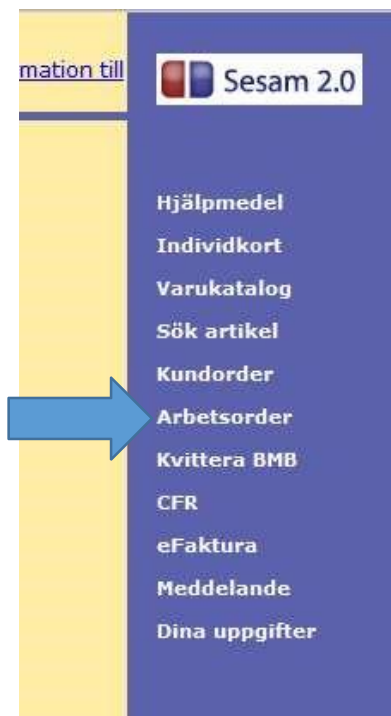 mation till
Sesam 2.0
Hjälpmedel
Individkort
Varukatalog
Sök artikel
Kundorder
Arbetsorder
Kvittera BMB
CFR
eFaktura
Meddelande
Dina uppgifter